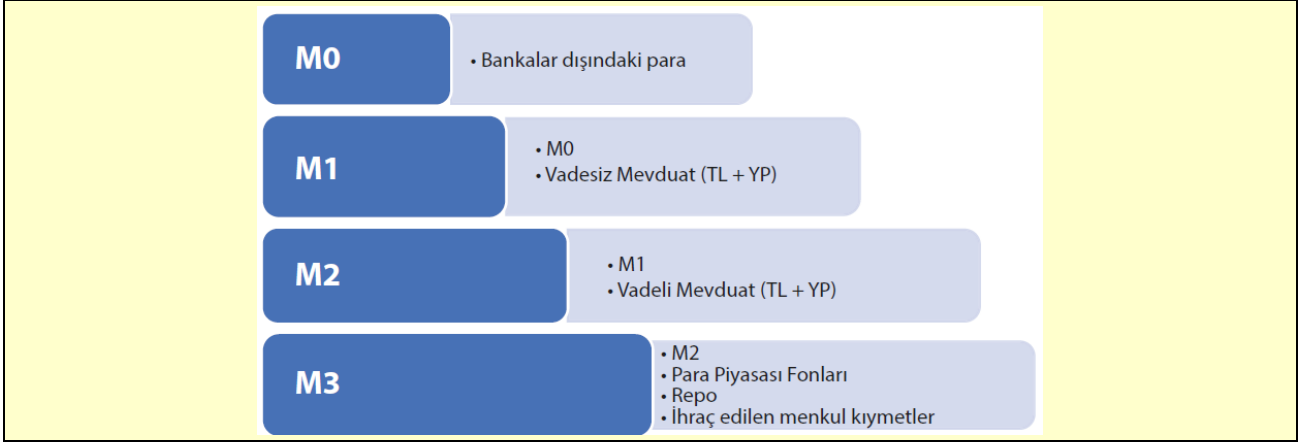 M0
• Bankalar dışındaki para
M1
• M0
• Vadesiz Mevduat (TL + YP)
M2
• M1
• Vadeli Mevduat (TL + YP)
M3
• M2
• Para Piyasası Fonları
• Repo
• İhraç edilen menkul kıymetler